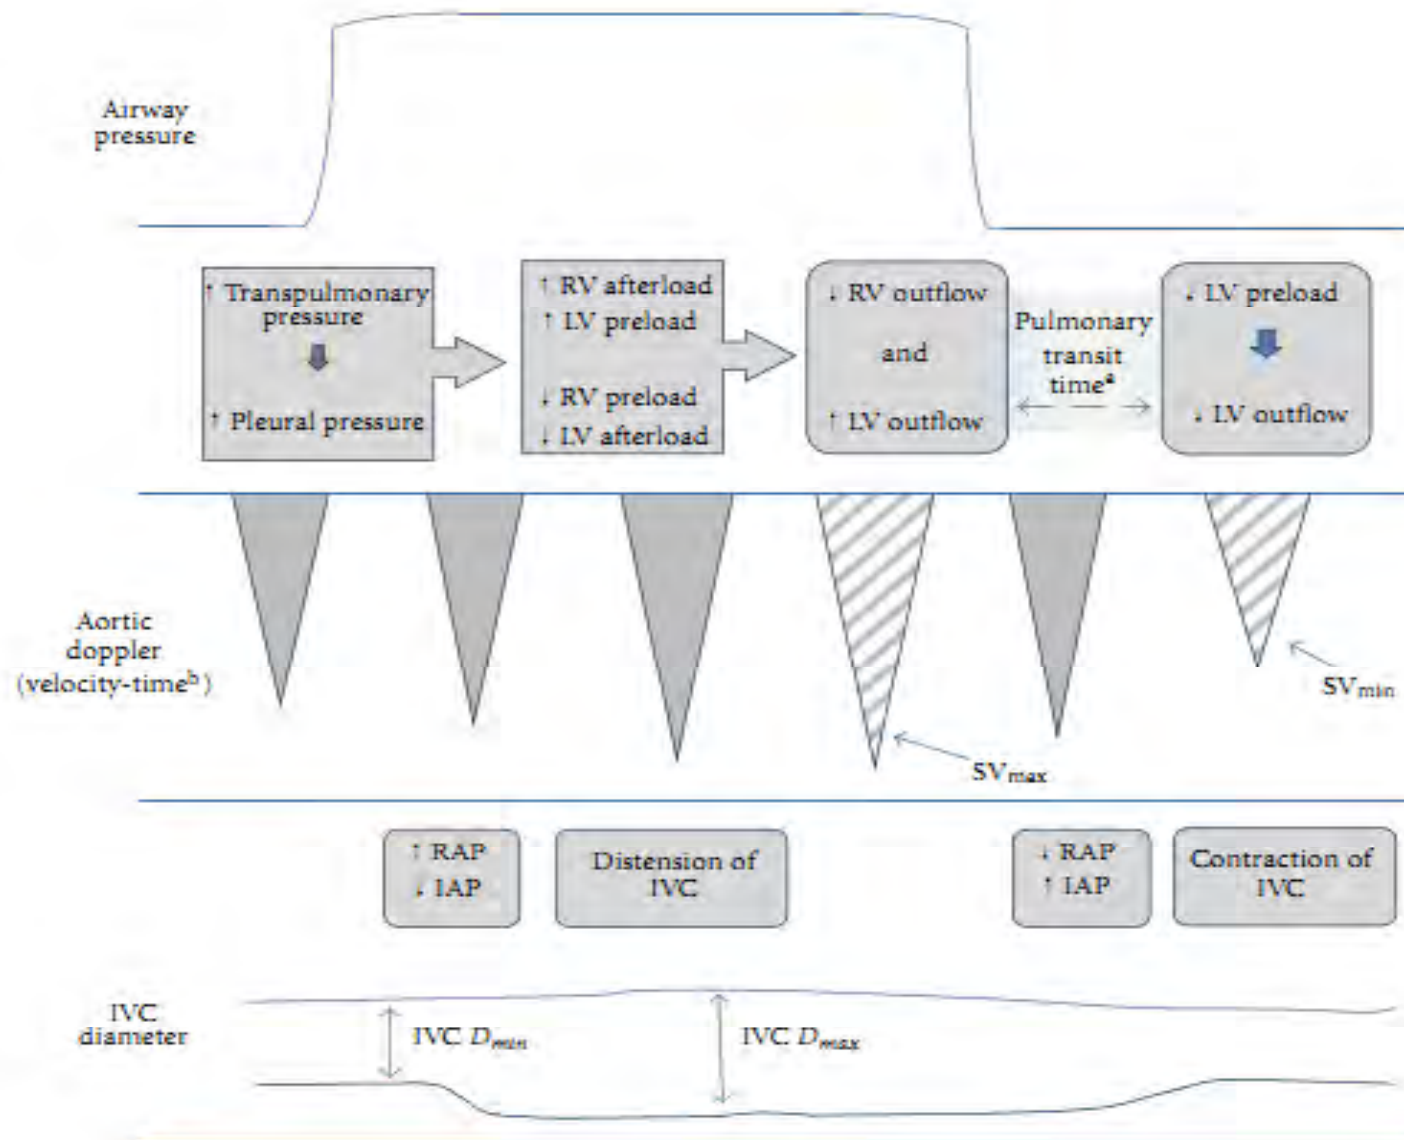 Airway
pressure
↑ Transpulmonary
pressure
↑ Pleural pressure
↑ RV afterload
↑ LV preload
↓ RV preload
↓ LV afterload
↓ RV outflow
and
↑ LV outflow
Pulmonary
transit
timeᵃ
↓ LV preload
↓ LV outflow
Aortic
doppler
(velocity-timeᵇ)
SVmax
SVmin
↑ RAP
↓ IAP
Distension of
IVC
↓ RAP
↑ IAP
Contraction of
IVC
IVC
diameter
IVC Dmin
IVC Dmax